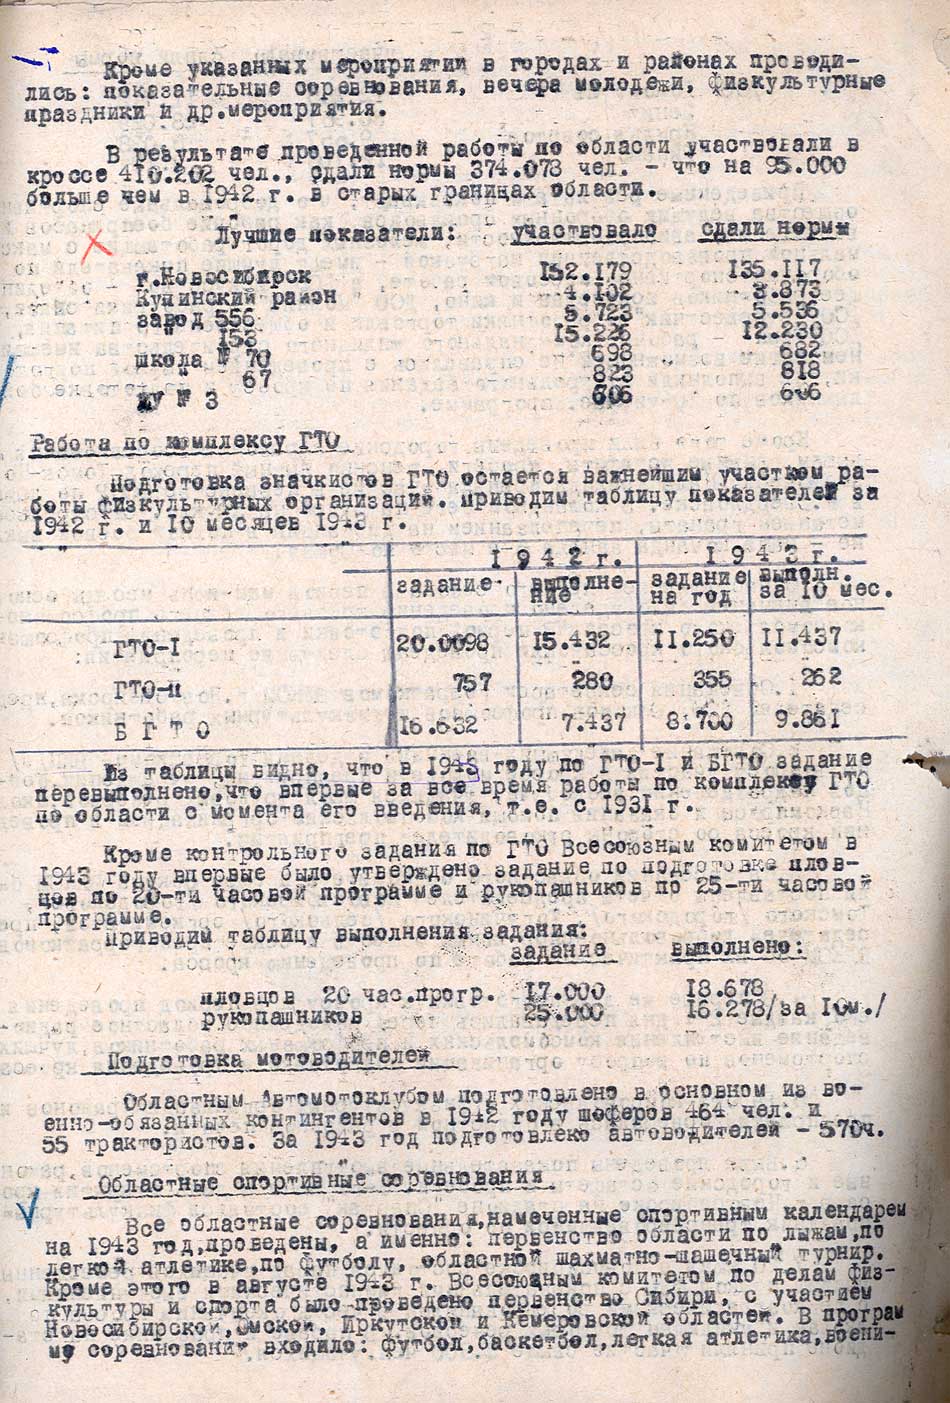 Кроме указанных мероприятий в городах и районах проводи-
лись: показательные соревнования, вечера молодежи, физкультурные
праздники и др.мероприятия.
В результате проведенной работы по области участвовали в
кроссе 410.202 чел., сдали нормы 374.078 чел. - что на 95.000
больше чем в 1942 г. в старых границах области.
Лучшие показатели: участвовало сдали нормы
г.Новосибирск 152.179 135.117
Купинский район 4.102 3.873
завод 556 5.723 5.536
" 153 15.226 12.230
школа № 70 698 682
" 67 823 818
№ 3 606 606
Работа по комплексу ГТО
Подготовка значкистов ГТО остается важнейшим участком ра-
боты физкультурных организаций. Приводим таблицу показателей за
1942 г. и 10 месяцев 1943 г.
1 9 4 2 г. 1 9 4 3 г.
задание выполне- задание выполн.
ние на год за 10 мес.
ГТО-I 20.0098 15.432 11.250 11.437
ГТО-II 757 280 355 262
Б Г Т О 16.632 7.437 8.700 9.861
Из таблицы видно, что в 1943 году по ГТО-I и БГТО задание
перевыполнено,что впервые за все время работы по комплексу ГТО
по области с момента его введения, т.е. с 1931 г.
Кроме контрольного задания по ГТО Всесоюзным комитетом в
1943 году впервые было утверждено задание по подготовке плов-
цов по 20-ти часовой программе и рукопашников по 25-ти часовой
программе.
Приводим таблицу выполнения задания:
задание выполнено:
пловцов 20 час.прогр. 17.000 18.678
рукопашников 25.000 16.278/за 10м./
Подготовка мотоводителей
Областным Автомотоклубом подготовлено в основном из во-
енно-обязанных контингентов в 1942 году шоферов 464 чел. и
55 трактористов. За 1943 год подготовлено автоводителей - 570ч.
Областные спортивные соревнования
Все областные соревнования,намеченные спортивным календарем
на 1943 год,проведены, а именно: первенство области по лыжам,по
легкой атлетике,по футболу, областной шахматно-шашечный турнир.
Кроме этого в августе 1943 г. Всесоюзным комитетом по делам физ-
культуры и спорта было проведено первенство Сибири, с участием
Новосибирской,Омской, Иркутской и Кемеровской областей. В програм
му соревнований входило: футбол,баскетбол,легкая атлетика,воени-